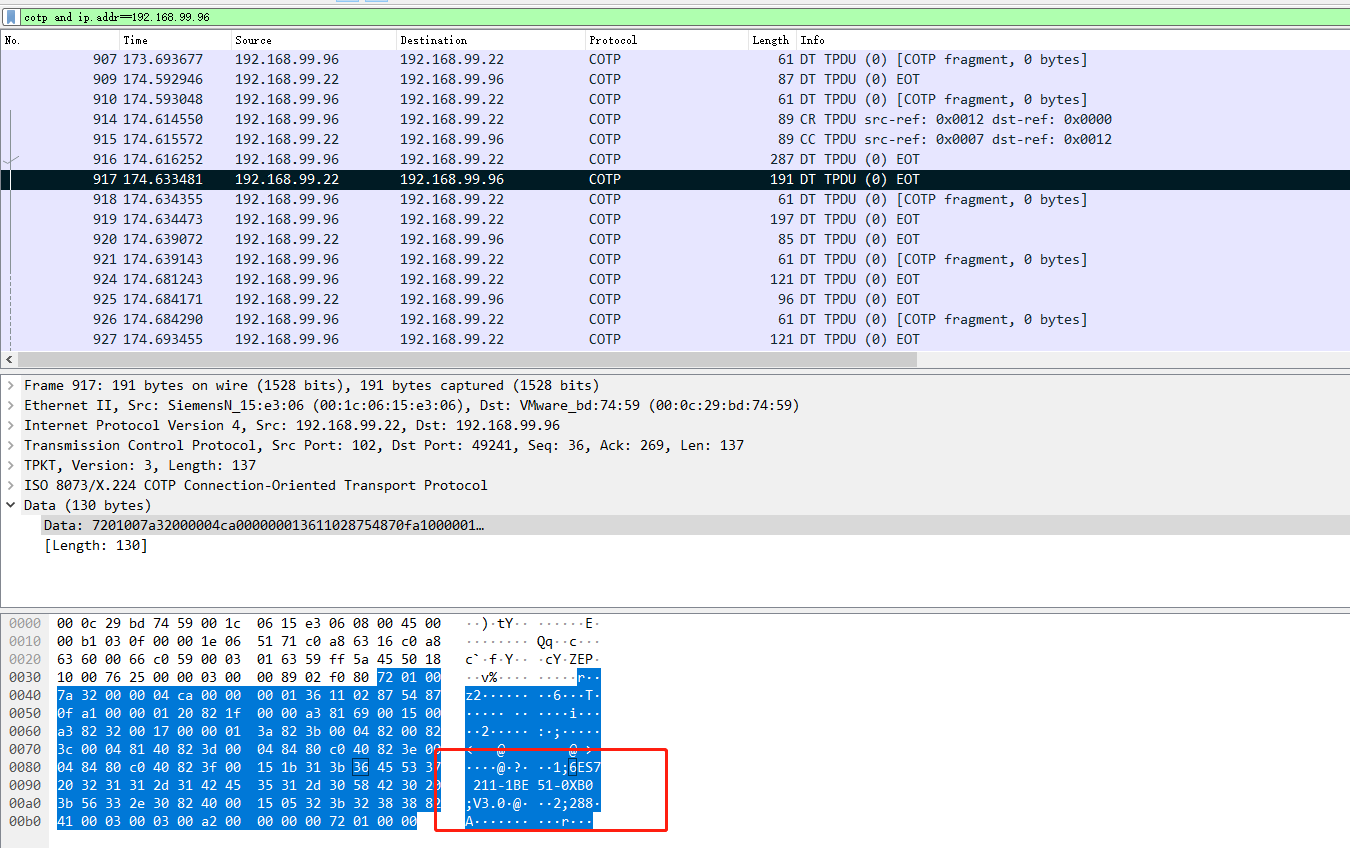 cotp and ip.addr==192.168.99.96
No. Time Source Destination Protocol Length Info
907 173.693677 192.168.99.96 192.168.99.22 COTP 61 DT TPDU (0) [COTP fragment, 0 bytes]
909 174.592946 192.168.99.22 192.168.99.96 COTP 87 DT TPDU (0) EOT
910 174.593048 192.168.99.96 192.168.99.22 COTP 61 DT TPDU (0) [COTP fragment, 0 bytes]
914 174.614550 192.168.99.96 192.168.99.22 COTP 89 CR TPDU src-ref: 0x0012 dst-ref: 0x0000
915 174.615572 192.168.99.22 192.168.99.96 COTP 89 CC TPDU src-ref: 0x0007 dst-ref: 0x0012
916 174.616252 192.168.99.96 192.168.99.22 COTP 287 DT TPDU (0) EOT
917 174.633481 192.168.99.22 192.168.99.96 COTP 191 DT TPDU (0) EOT
918 174.634355 192.168.99.96 192.168.99.22 COTP 61 DT TPDU (0) [COTP fragment, 0 bytes]
919 174.634473 192.168.99.96 192.168.99.22 COTP 197 DT TPDU (0) EOT
920 174.639072 192.168.99.22 192.168.99.96 COTP 85 DT TPDU (0) EOT
921 174.639143 192.168.99.96 192.168.99.22 COTP 61 DT TPDU (0) [COTP fragment, 0 bytes]
924 174.681243 192.168.99.96 192.168.99.22 COTP 121 DT TPDU (0) EOT
925 174.684171 192.168.99.22 192.168.99.96 COTP 96 DT TPDU (0) EOT
926 174.684290 192.168.99.96 192.168.99.22 COTP 61 DT TPDU (0) [COTP fragment, 0 bytes]
927 174.693455 192.168.99.96 192.168.99.22 COTP 121 DT TPDU (0) EOT
Frame 917: 191 bytes on wire (1528 bits), 191 bytes captured (1528 bits)
Ethernet II, Src: SiemensN_15:e3:06 (00:1c:06:15:e3:06), Dst: VMware_bd:74:59 (00:0c:29:bd:74:59)
Internet Protocol Version 4, Src: 192.168.99.22, Dst: 192.168.99.96
Transmission Control Protocol, Src Port: 102, Dst Port: 49241, Seq: 36, Ack: 269, Len: 137
TPKT, Version: 3, Length: 137
ISO 8073/X.224 COTP Connection-Oriented Transport Protocol
Data (130 bytes)
Data: 7201007a32000004ca000000013611028754870fa1000001…
[Length: 130]
0000 00 0c 29 bd 74 59 00 1c 06 15 e3 06 08 00 45 00 ··)·tY·· ······E·
0010 00 b1 03 0f 00 00 1e 06 51 71 c0 a8 63 16 c0 a8 ········ Qq··c···
0020 63 60 00 66 c0 59 00 03 01 63 59 ff 5a 45 50 18 c`·f·Y·· ·cY·ZEP·
0030 10 00 76 25 00 00 03 00 00 89 02 f0 80 72 01 00 ··v%···· ·····r··
0040 7a 32 00 00 04 ca 00 00 00 01 36 11 02 87 54 87 z2······ ··6···T·
0050 0f a1 00 00 01 20 82 1f 00 00 a3 81 69 00 15 00 ····· ·· ····i···
0060 a3 82 32 00 17 00 00 01 3a 82 3b 00 04 82 00 82 ··2····· :·;·····
0070 3c 00 04 81 40 82 3d 00 04 84 80 c0 40 82 3e 00 <···@·=· ····@·>·
0080 04 84 80 c0 40 82 3f 00 15 1b 31 3b 36 45 53 37 ····@·?· ··1;6ES7
0090 20 32 31 31 2d 31 42 45 35 31 2d 30 58 42 30 20 211-1BE 51-0XB0
00a0 3b 56 33 2e 30 82 40 00 15 05 32 3b 32 38 38 82 ;V3.0·@· ··2;288·
00b0 41 00 03 00 03 00 a2 00 00 00 00 72 01 00 00 A······· ···r···